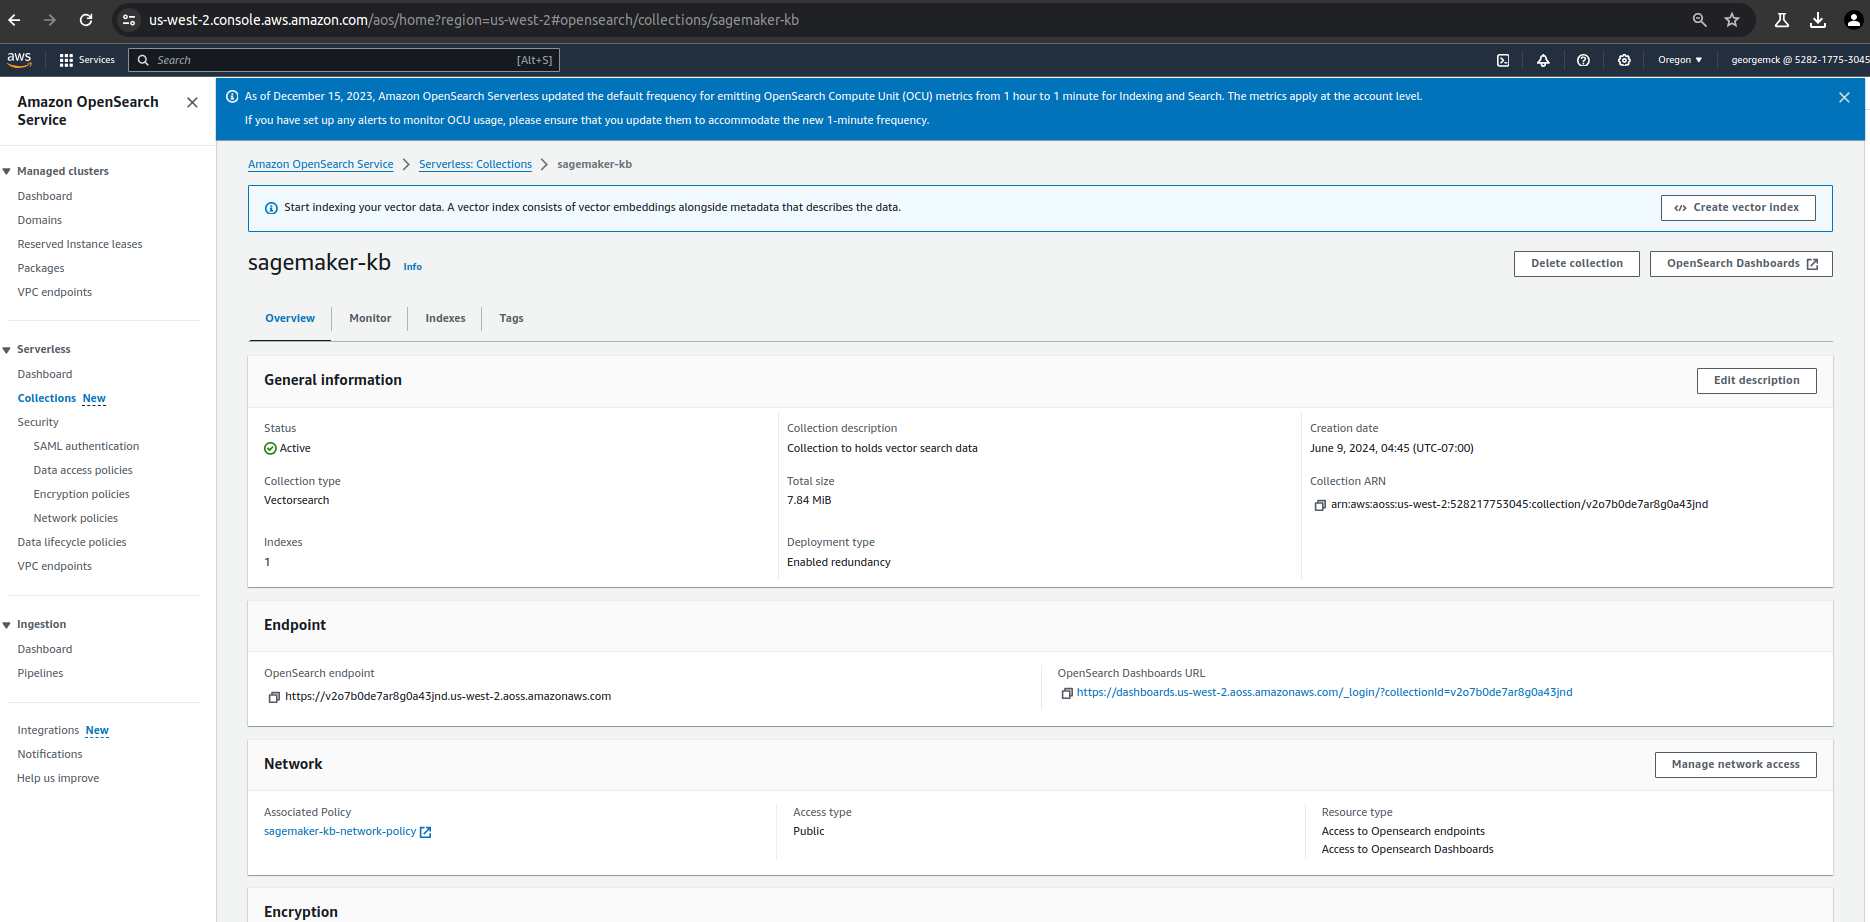 us-west-2.console.aws.amazon.com/aos/home?region=us-west-2#opensearch/collections/sagemaker-kb
aws Services Search [Alt+S] Oregon georgemck @ 5282-1775-3045
Amazon OpenSearch Service
Managed clusters
Dashboard
Domains
Reserved Instance leases
Packages
VPC endpoints
Serverless
Dashboard
Collections New
Security
SAML authentication
Data access policies
Encryption policies
Network policies
Data lifecycle policies
VPC endpoints
Ingestion
Dashboard
Pipelines
Integrations New
Notifications
Help us improve
As of December 15, 2023, Amazon OpenSearch Serverless updated the default frequency for emitting OpenSearch Compute Unit (OCU) metrics from 1 hour to 1 minute for Indexing and Search. The metrics apply at the account level.
If you have set up any alerts to monitor OCU usage, please ensure that you update them to accommodate the new 1-minute frequency.
Amazon OpenSearch Service > Serverless: Collections > sagemaker-kb
Start indexing your vector data. A vector index consists of vector embeddings alongside metadata that describes the data.
Create vector index
sagemaker-kb Info
Delete collection
OpenSearch Dashboards
Overview Monitor Indexes Tags
General information
Edit description
Status
Active
Collection type
Vectorsearch
Indexes
1
Collection description
Collection to holds vector search data
Total size
7.84 MiB
Deployment type
Enabled redundancy
Creation date
June 9, 2024, 04:45 (UTC-07:00)
Collection ARN
arn:aws:aoss:us-west-2:528217753045:collection/v2o7b0de7ar8g0a43jnd
Endpoint
OpenSearch endpoint
https://v2o7b0de7ar8g0a43jnd.us-west-2.aoss.amazonaws.com
OpenSearch Dashboards URL
https://dashboards.us-west-2.aoss.amazonaws.com/_login/?collectionId=v2o7b0de7ar8g0a43jnd
Network
Manage network access
Associated Policy
sagemaker-kb-network-policy
Access type
Public
Resource type
Access to Opensearch endpoints
Access to Opensearch Dashboards
Encryption